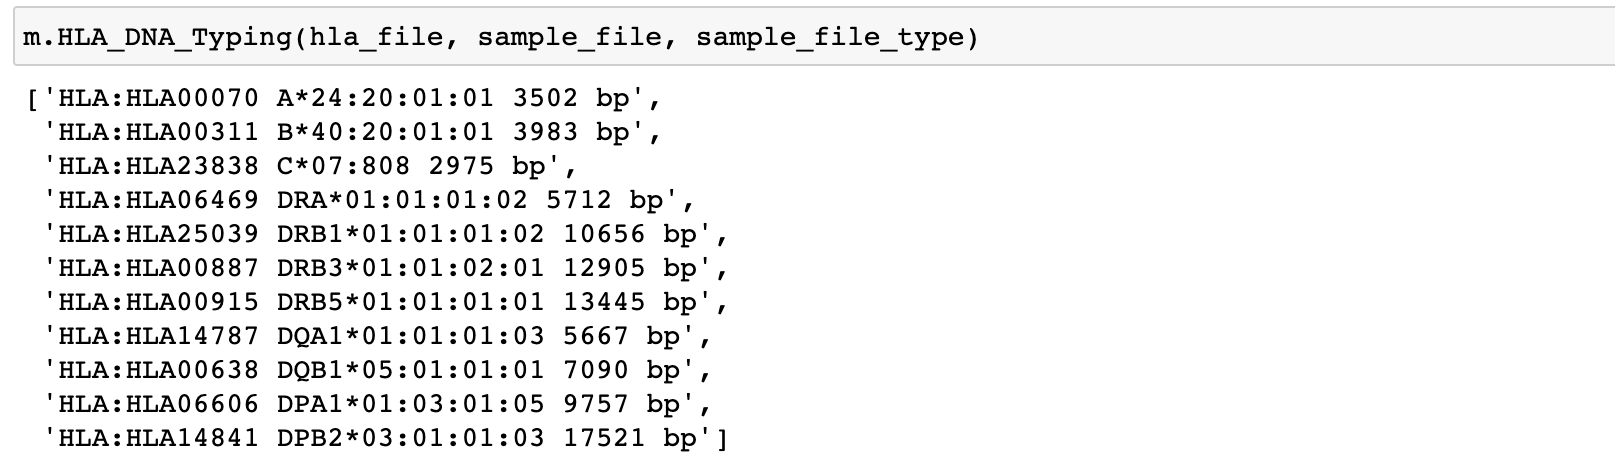 m.HLA_DNA_Typing(hla_file, sample_file, sample_file_type)
['HLA:HLA00070 A*24:20:01:01 3502 bp',
'HLA:HLA00311 B*40:20:01:01 3983 bp',
'HLA:HLA23838 C*07:808 2975 bp',
'HLA:HLA06469 DRA*01:01:01:02 5712 bp',
'HLA:HLA25039 DRB1*01:01:01:02 10656 bp',
'HLA:HLA00887 DRB3*01:01:02:01 12905 bp',
'HLA:HLA00915 DRB5*01:01:01:01 13445 bp',
'HLA:HLA14787 DQA1*01:01:01:03 5667 bp',
'HLA:HLA00638 DQB1*05:01:01:01 7090 bp',
'HLA:HLA06606 DPA1*01:03:01:05 9757 bp',
'HLA:HLA14841 DPB2*03:01:01:03 17521 bp']